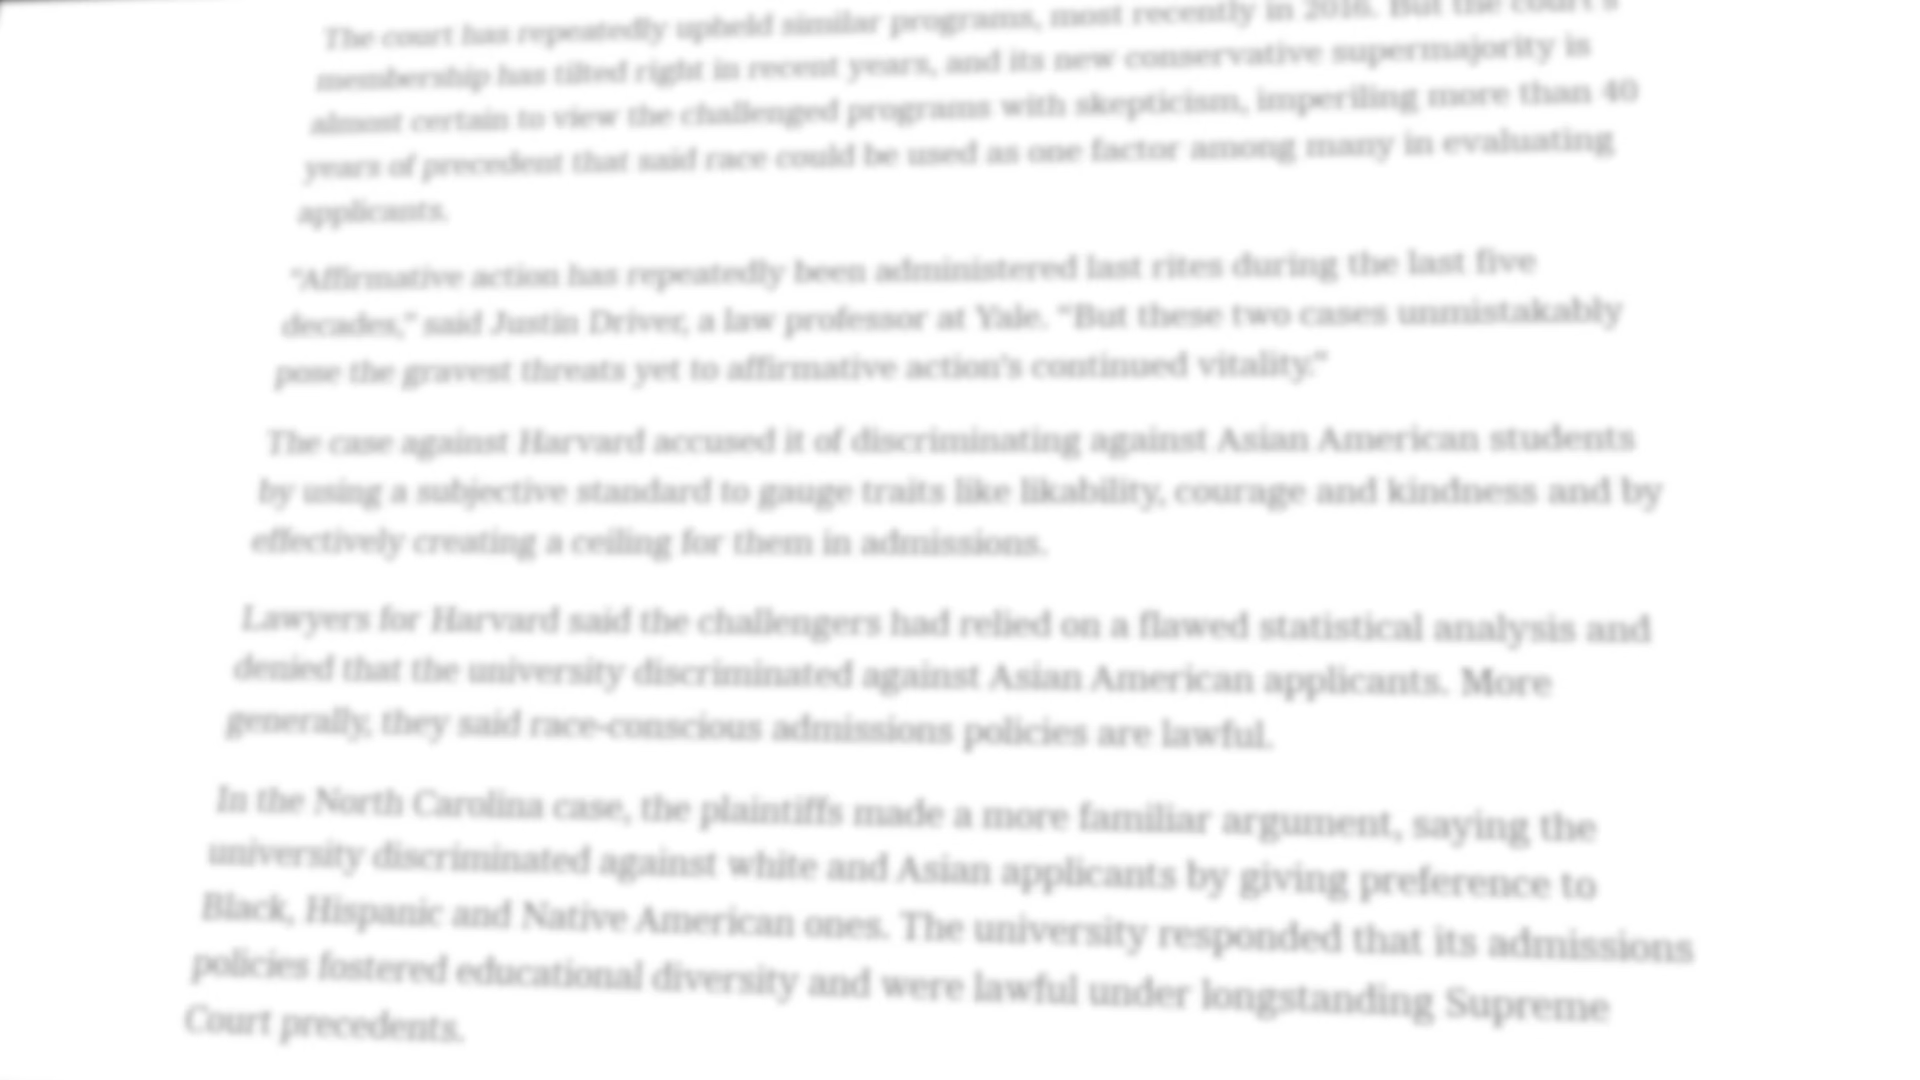 The court has repeatedly upheld similar programs, most recently in 2016. But the court's
membership has tilted right in recent years, and its new conservative supermajority is
almost certain to view the challenged programs with skepticism, imperiling more than 40
years of precedent that said race could be used as one factor among many in evaluating
applicants.
“Affirmative action has repeatedly been administered last rites during the last five
decades,” said Justin Driver, a law professor at Yale. “But these two cases unmistakably
pose the gravest threats yet to affirmative action’s continued vitality.”
The case against Harvard accused it of discriminating against Asian American students
by using a subjective standard to gauge traits like likability, courage and kindness and by
effectively creating a ceiling for them in admissions.
Lawyers for Harvard said the challengers had relied on a flawed statistical analysis and
denied that the university discriminated against Asian American applicants. More
generally, they said race-conscious admissions policies are lawful.
In the North Carolina case, the plaintiffs made a more familiar argument, saying the
university discriminated against white and Asian applicants by giving preference to
Black, Hispanic and Native American ones. The university responded that its admissions
policies fostered educational diversity and were lawful under longstanding Supreme
Court precedents.